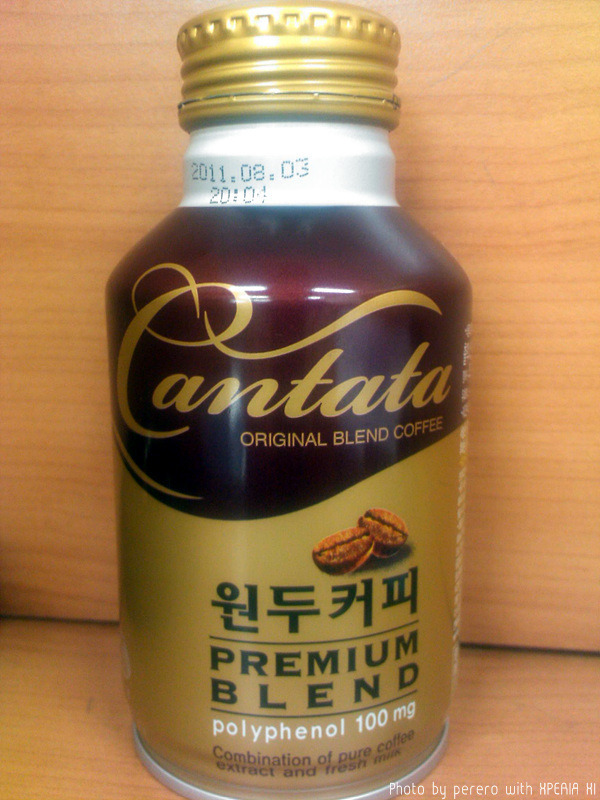 2011.08.03
20:04
Cantata
ORIGINAL BLEND COFFEE
원두커피
PREMIUM
BLEND
polyphenol 100 mg
Combination of pure coffee
extract and fresh milk
Photo by perero with XPERIA X1